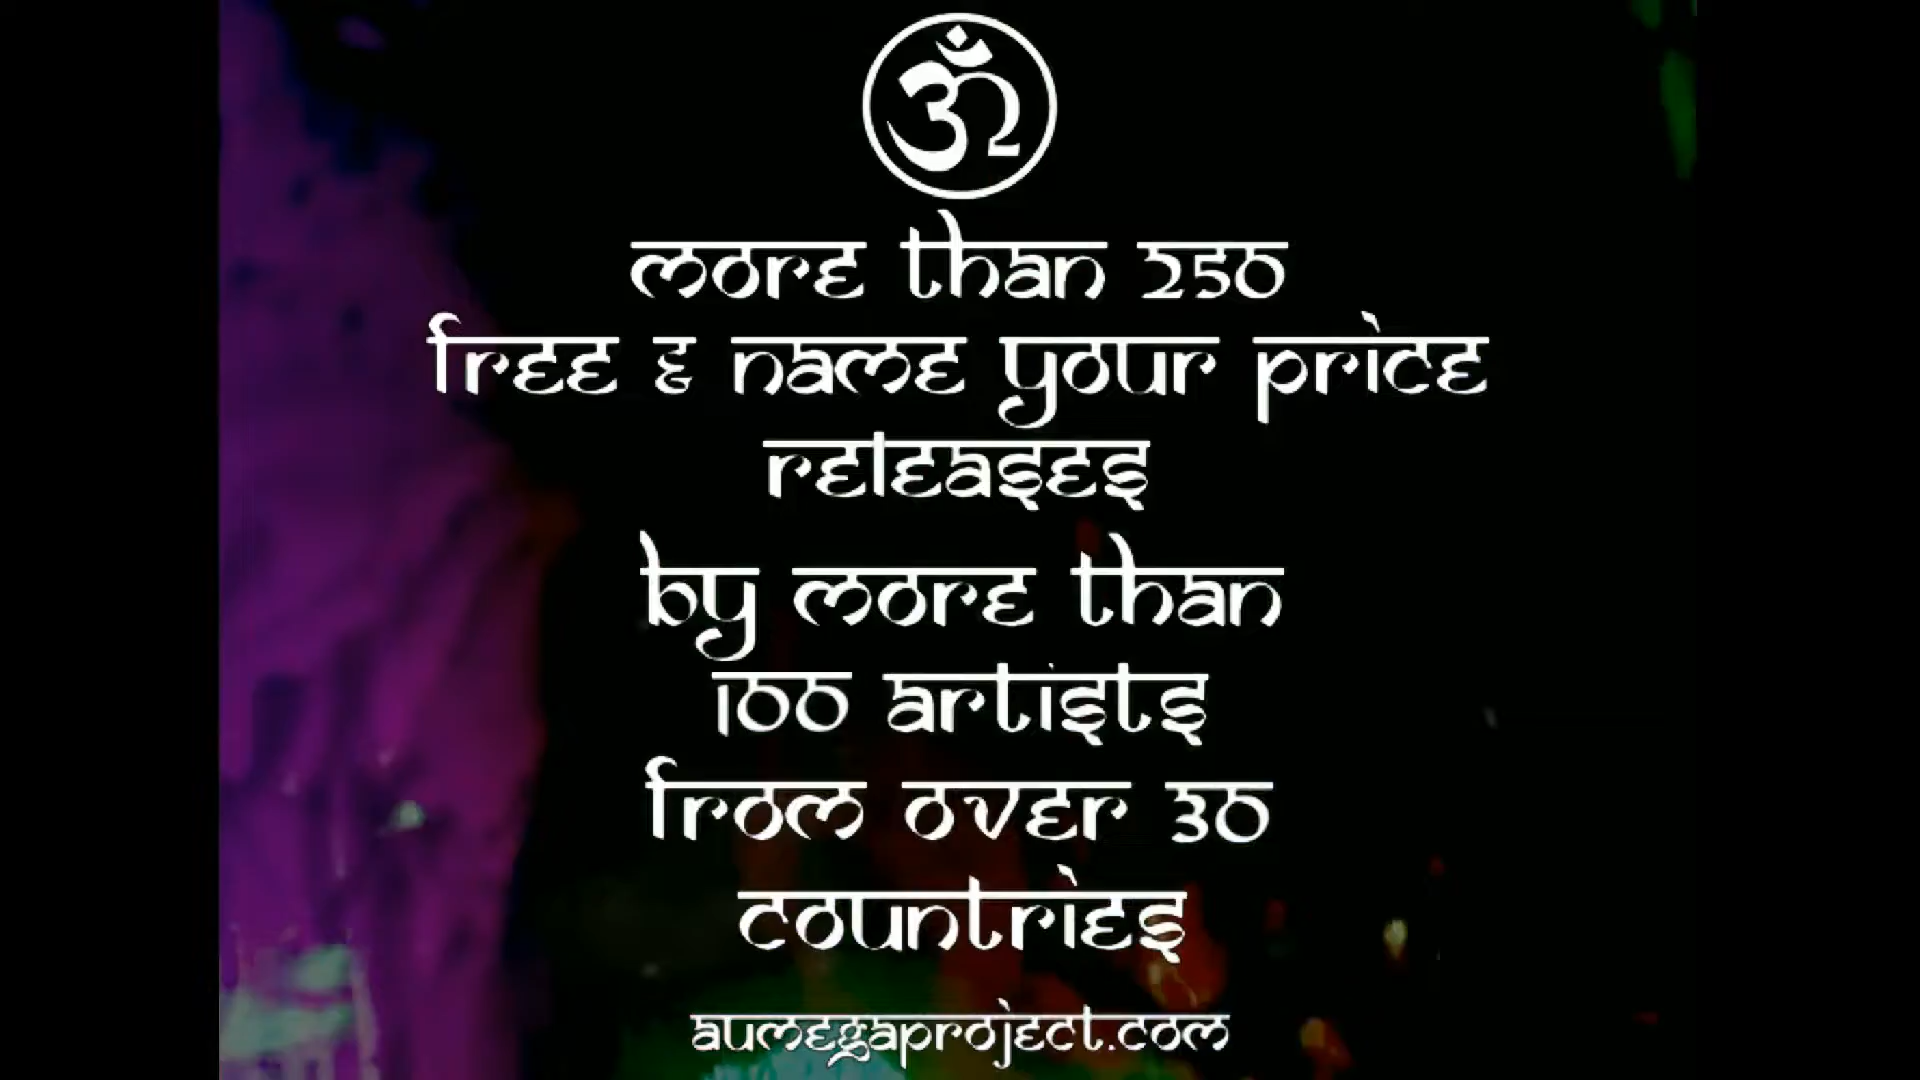 more than 250
free & name your price
releases
by more than
100 artists
from over 30
countries
aumegaproject.com